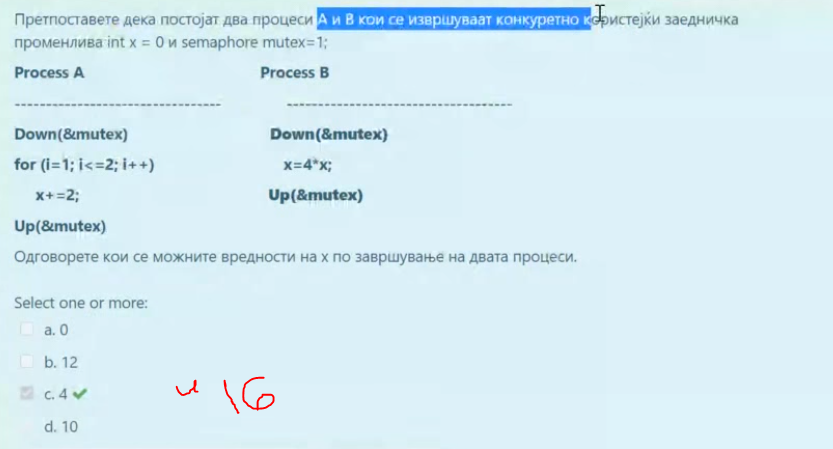 Претпоставете дека постојат два процеси A и B кои се извршуваат конкуретно користејќи заедничка
променлива int x = 0 и semaphore mutex=1;
Process A Process B
--------------------------------- ------------------------------------
Down(&mutex) Down(&mutex)
for (i=1; i<=2; i++) x=4*x;
x+=2; Up(&mutex)
Up(&mutex)
Одговорете кои се можните вредности на x по завршување на двата процеси.
Select one or more:
a. 0
b. 12
c. 4 и 16
d. 10